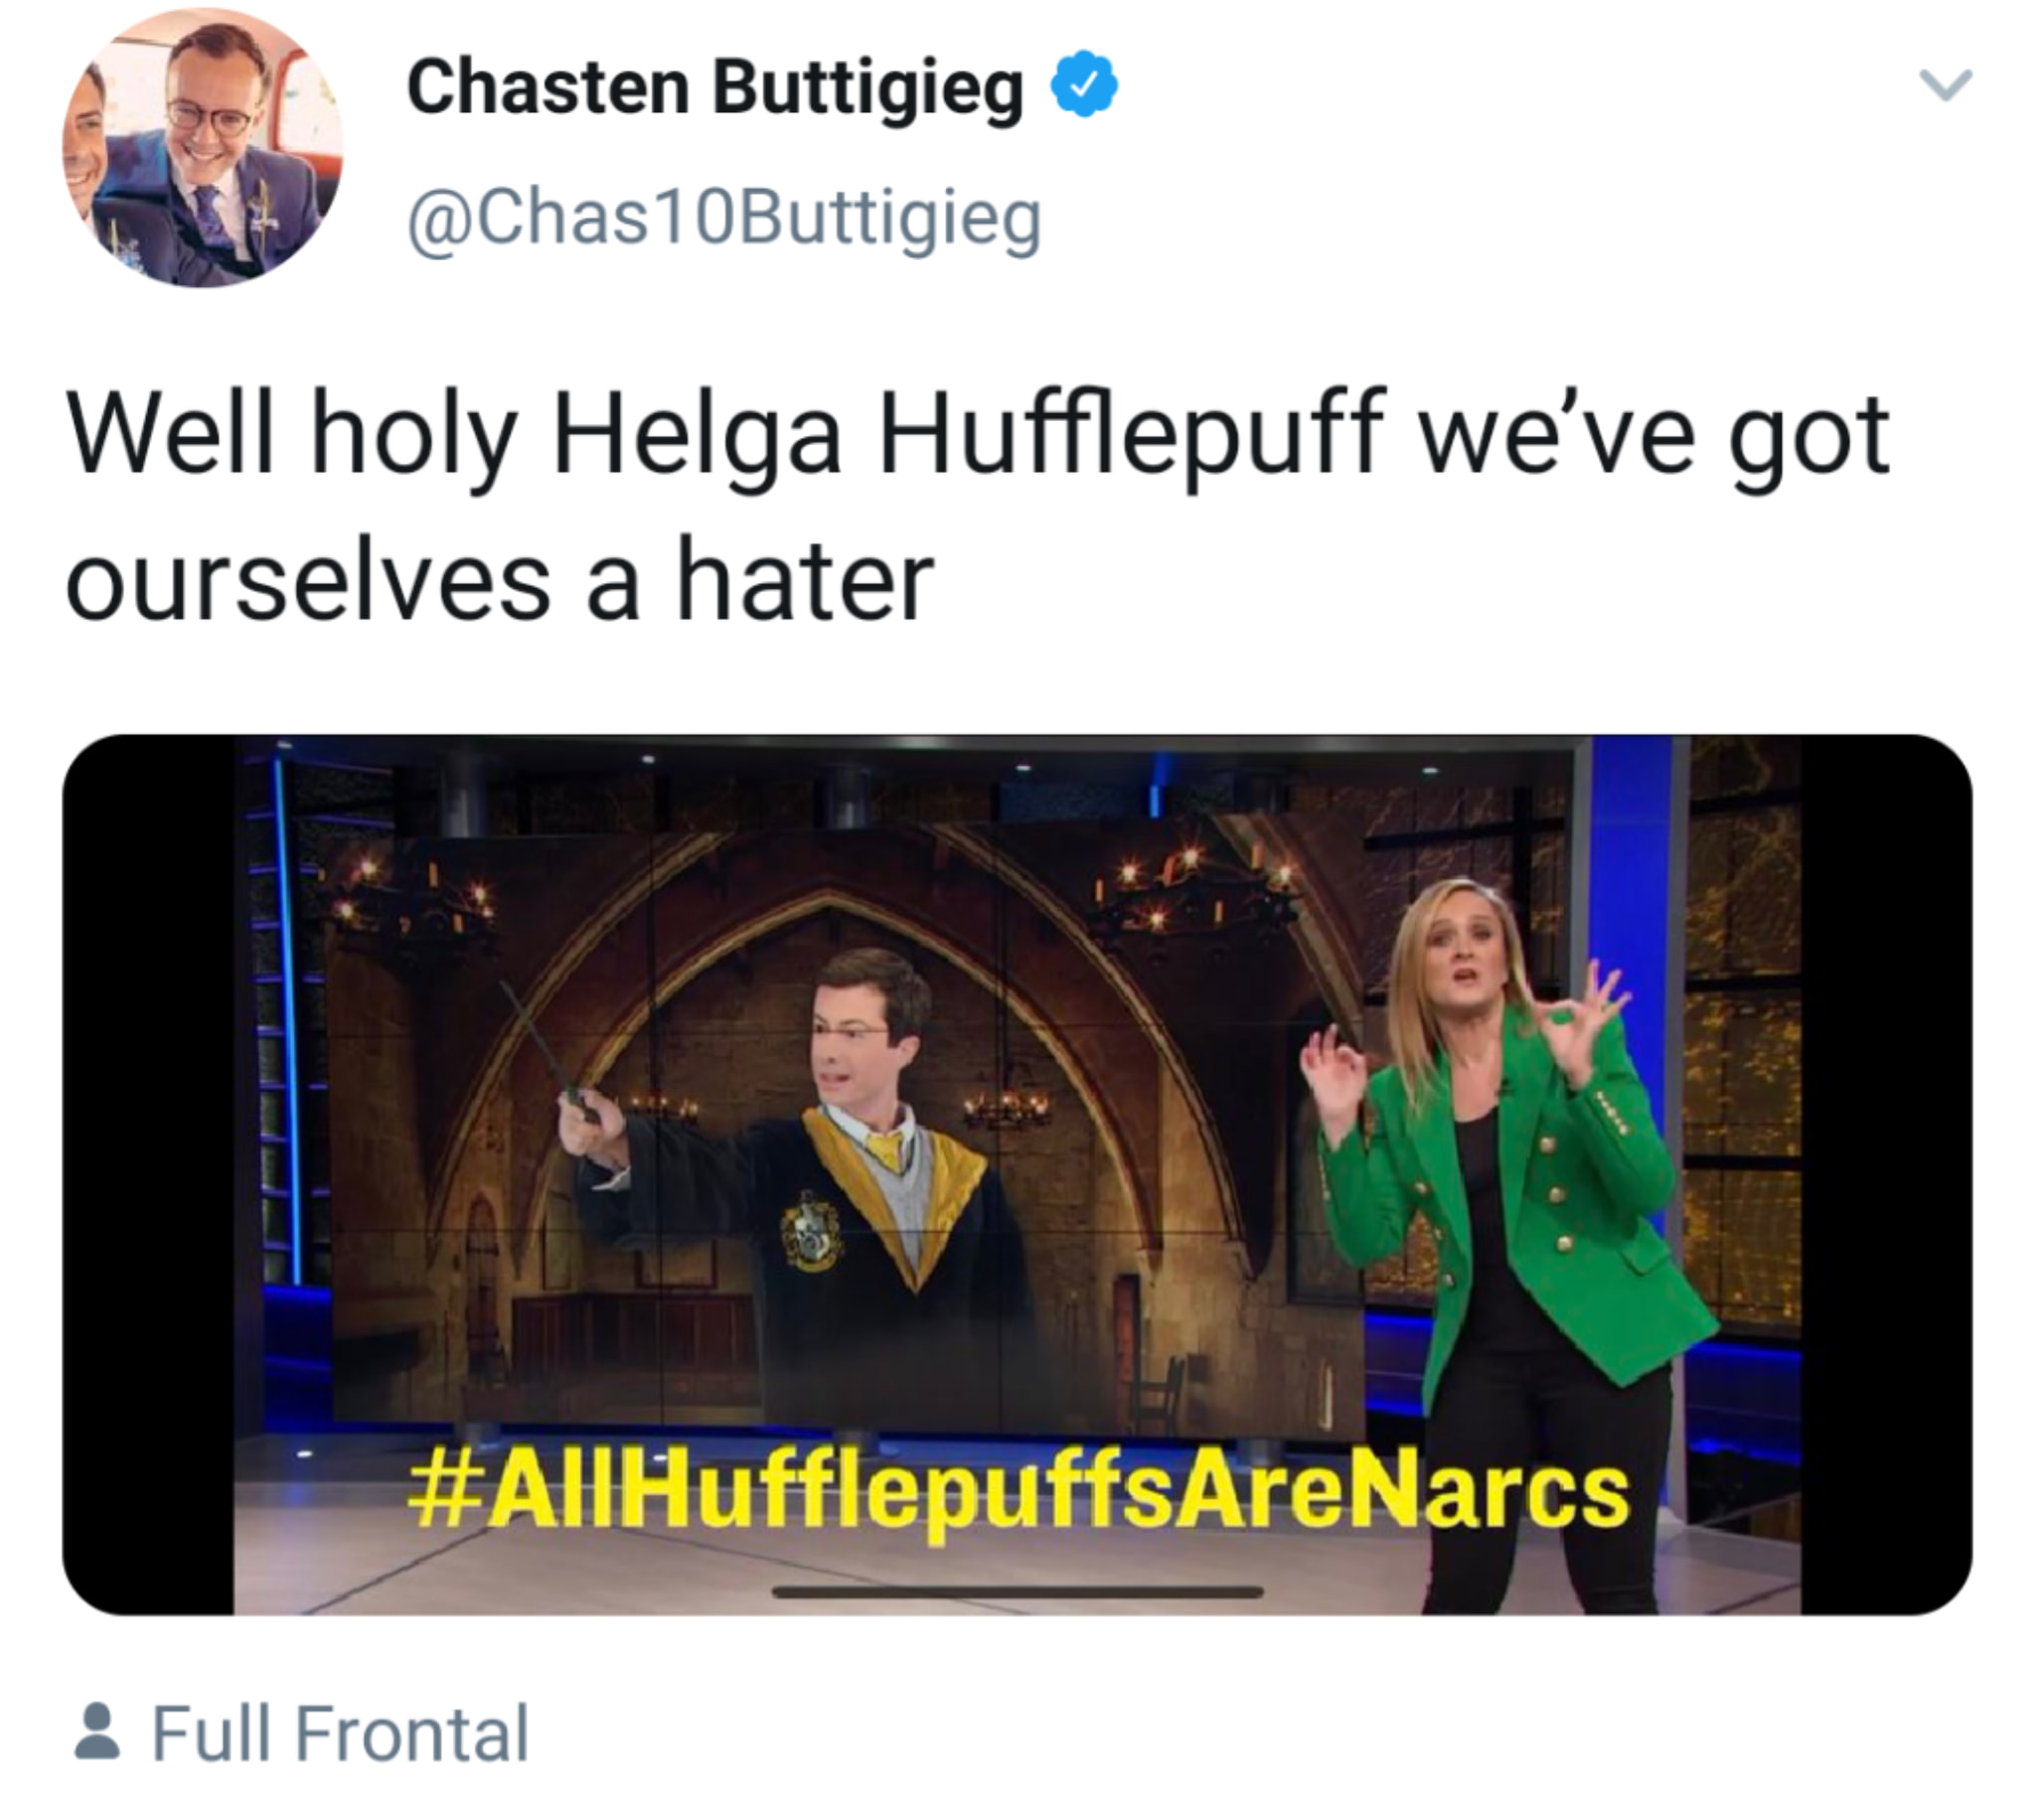 Chasten Buttigieg
@Chas10Buttigieg
Well holy Helga Hufflepuff we’ve got
ourselves a hater
#AllHufflepuffsAreNarcs
Full Frontal